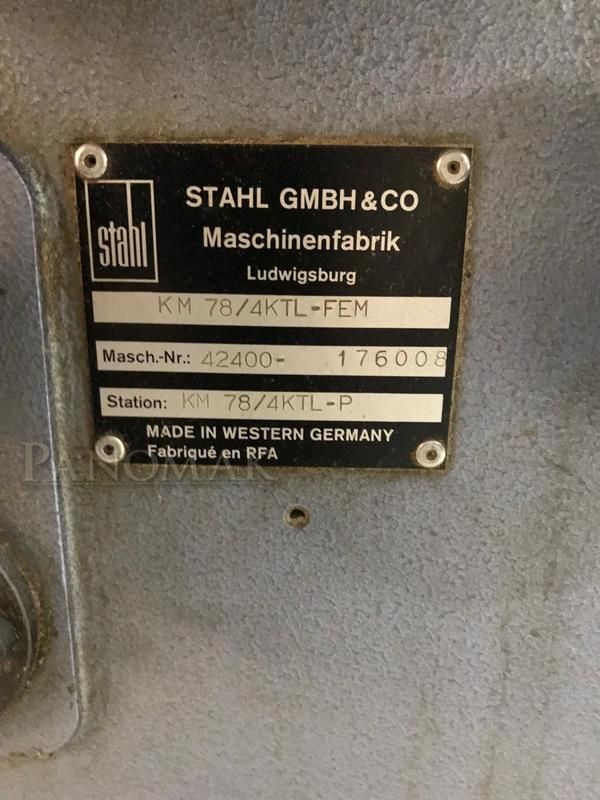 stahl
STAHL GMBH & CO
Maschinenfabrik
Ludwigsburg
KM 78/4KTL-FEM
Masch.-Nr.: 42400- 176008
Station: KM 78/4KTL-P
MADE IN WESTERN GERMANY
Fabriqué en RFA
PANOMAK